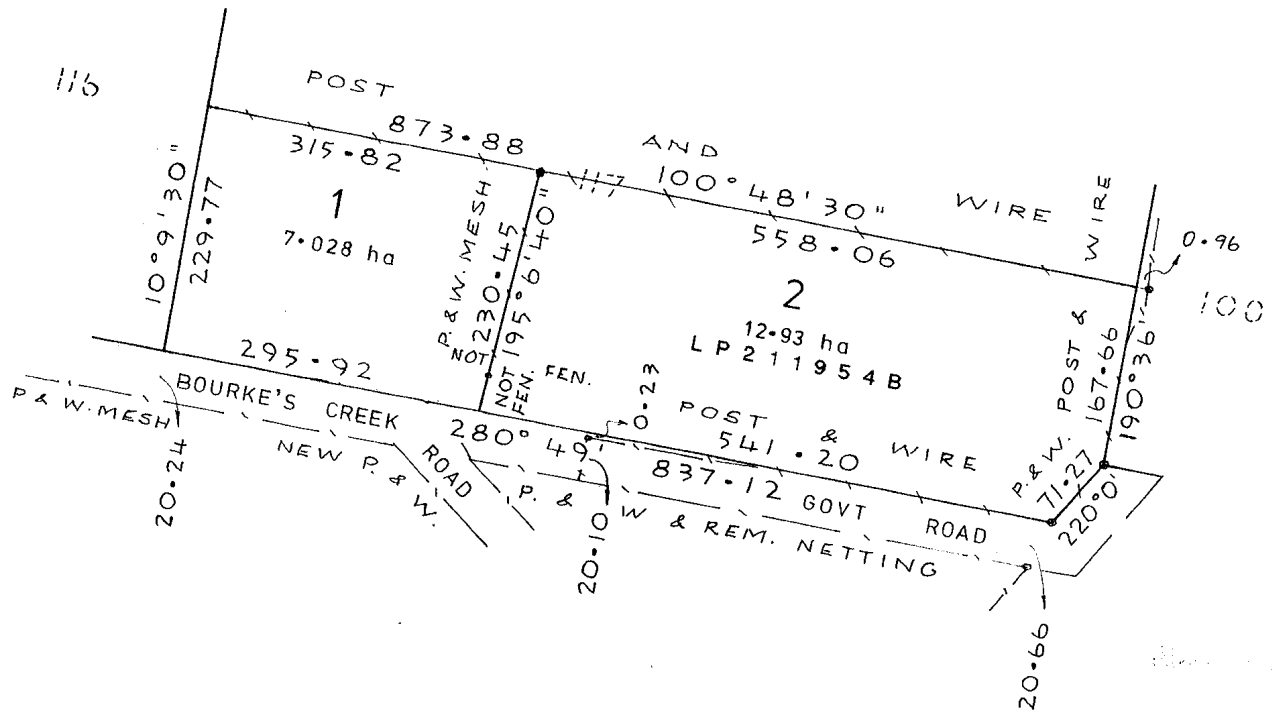 116
POST
873·88
AND
117
100° 48' 30"
WIRE
WIRE
315·82
558·06
0·96
100
10° 9' 30"
229·77
1
7·028 ha
P. & W. MESH
230·45
195° 6' 40"
NOT
NOT
FEN.
FEN.
2
12·93 ha
LP211954B
POST &
167·66
190° 36'
295·92
BOURKE'S CREEK
ROAD
P & W. MESH
NEW P. & W.
20·24
280° 49'
0·23
POST & WIRE
541·20
837·12
GOVT ROAD
P. & W.
71·27
220° 0'
P. & W & REM. NETTING
20·10
20·66